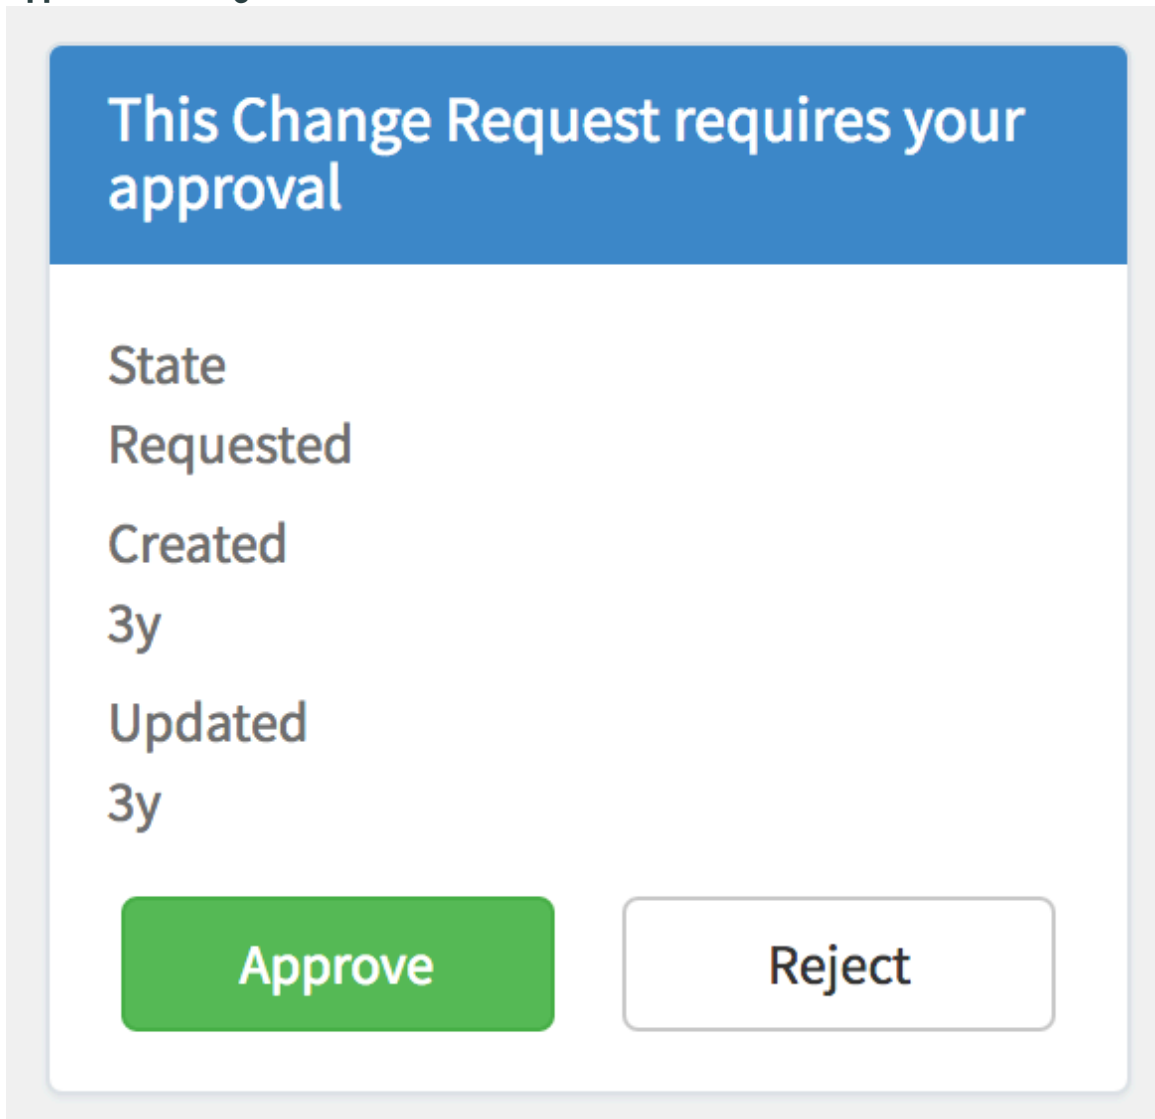 This Change Request requires your
approval
State
Requested
Created
3y
Updated
3y
Approve
Reject